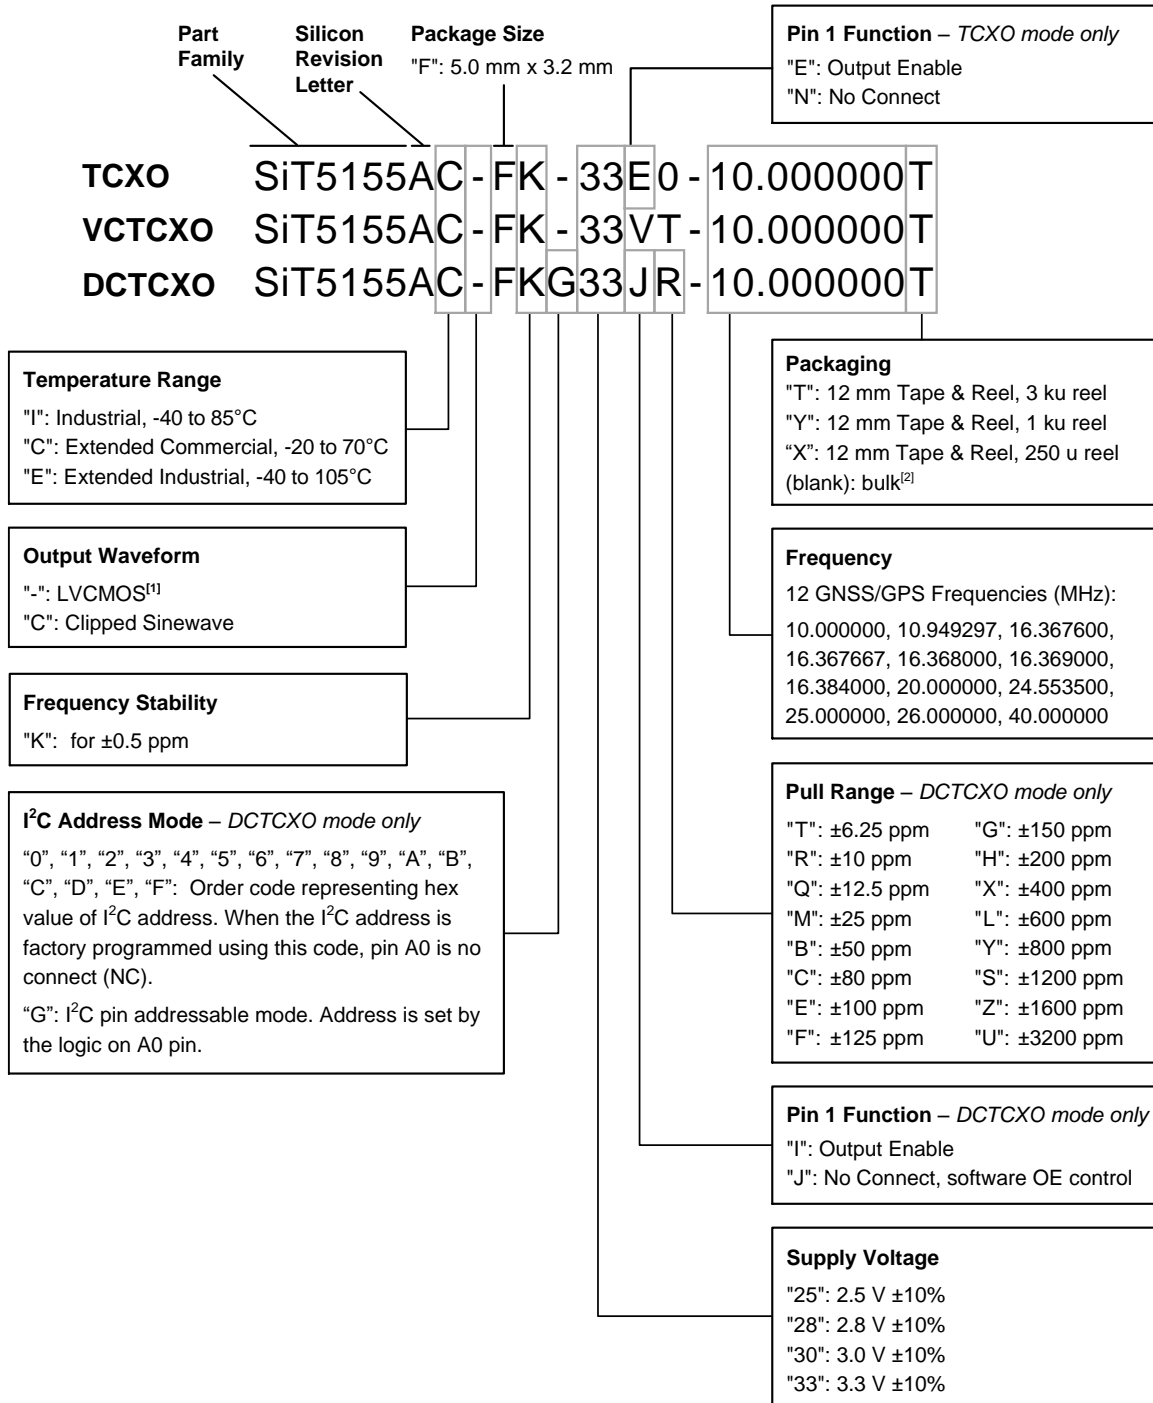 Part Family
Silicon Revision Letter
Package Size
"F": 5.0 mm x 3.2 mm
Pin 1 Function – TCXO mode only
"E": Output Enable
"N": No Connect
TCXO SiT5155AC-FK-33E0-10.000000T
VCTCXO SiT5155AC-FK-33VT-10.000000T
DCTCXO SiT5155AC-FKG33JR-10.000000T
Temperature Range
"I": Industrial, -40 to 85°C
"C": Extended Commercial, -20 to 70°C
"E": Extended Industrial, -40 to 105°C
Output Waveform
"-": LVCMOS[1]
"C": Clipped Sinewave
Frequency Stability
"K": for ±0.5 ppm
I²C Address Mode – DCTCXO mode only
“0”, “1”, “2”, “3”, “4”, “5”, “6”, “7”, “8”, “9”, “A”, “B”,
“C”, “D”, “E”, “F”: Order code representing hex
value of I²C address. When the I²C address is
factory programmed using this code, pin A0 is no
connect (NC).
“G”: I²C pin addressable mode. Address is set by
the logic on A0 pin.
Packaging
"T": 12 mm Tape & Reel, 3 ku reel
"Y": 12 mm Tape & Reel, 1 ku reel
“X”: 12 mm Tape & Reel, 250 u reel
(blank): bulk[2]
Frequency
12 GNSS/GPS Frequencies (MHz):
10.000000, 10.949297, 16.367600,
16.367667, 16.368000, 16.369000,
16.384000, 20.000000, 24.553500,
25.000000, 26.000000, 40.000000
Pull Range – DCTCXO mode only
"T": ±6.25 ppm "G": ±150 ppm
"R": ±10 ppm "H": ±200 ppm
"Q": ±12.5 ppm "X": ±400 ppm
"M": ±25 ppm "L": ±600 ppm
"B": ±50 ppm "Y": ±800 ppm
"C": ±80 ppm "S": ±1200 ppm
"E": ±100 ppm "Z": ±1600 ppm
"F": ±125 ppm "U": ±3200 ppm
Pin 1 Function – DCTCXO mode only
"I": Output Enable
"J": No Connect, software OE control
Supply Voltage
"25": 2.5 V ±10%
"28": 2.8 V ±10%
"30": 3.0 V ±10%
"33": 3.3 V ±10%